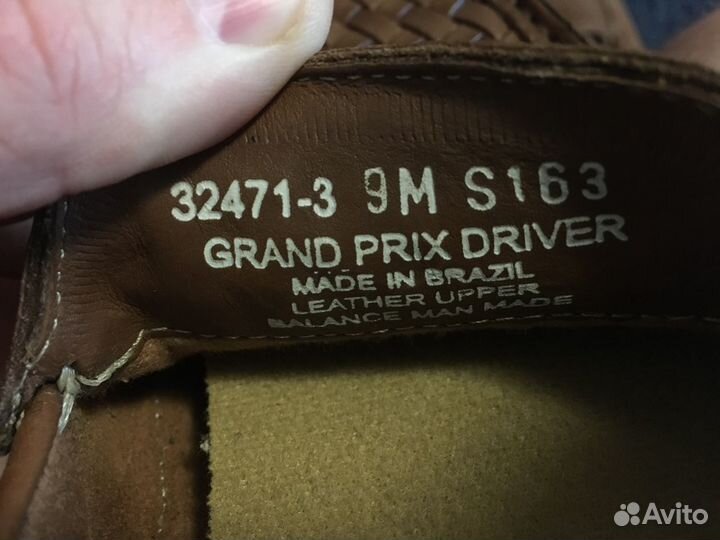 32471-3 9M S163
GRAND PRIX DRIVER
MADE IN BRAZIL
LEATHER UPPER
BALANCE MAN MADE
Avito